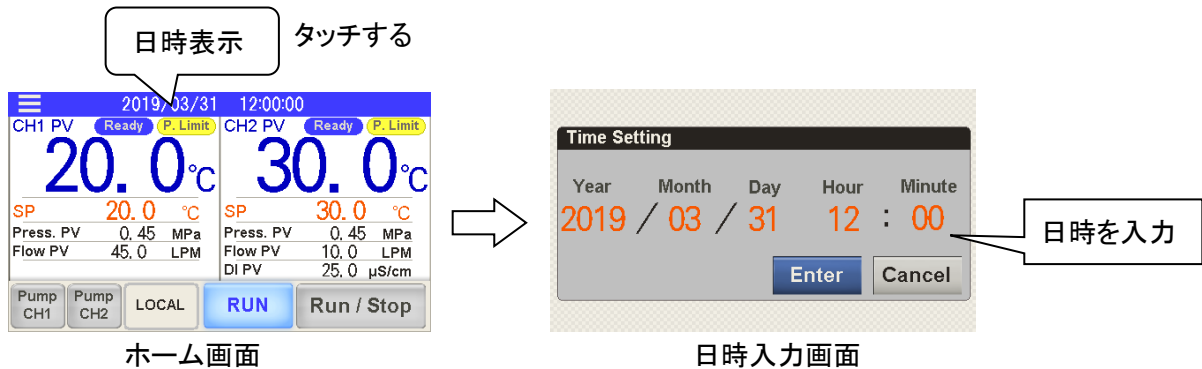 日時表示
タッチする
2019/03/31 12:00:00
CH1 PV Ready P. Limit
20. 0 ℃
SP 20. 0 ℃
Press. PV 0. 45 MPa
Flow PV 45. 0 LPM
CH2 PV Ready P. Limit
30. 0 ℃
SP 30. 0 ℃
Press. PV 0. 45 MPa
Flow PV 10. 0 LPM
DI PV 25. 0 µS/cm
Pump CH1
Pump CH2
LOCAL
RUN
Run / Stop
ホーム画面
Time Setting
Year Month Day Hour Minute
2019 / 03 / 31 12 : 00
Enter Cancel
日時を入力
日時入力画面